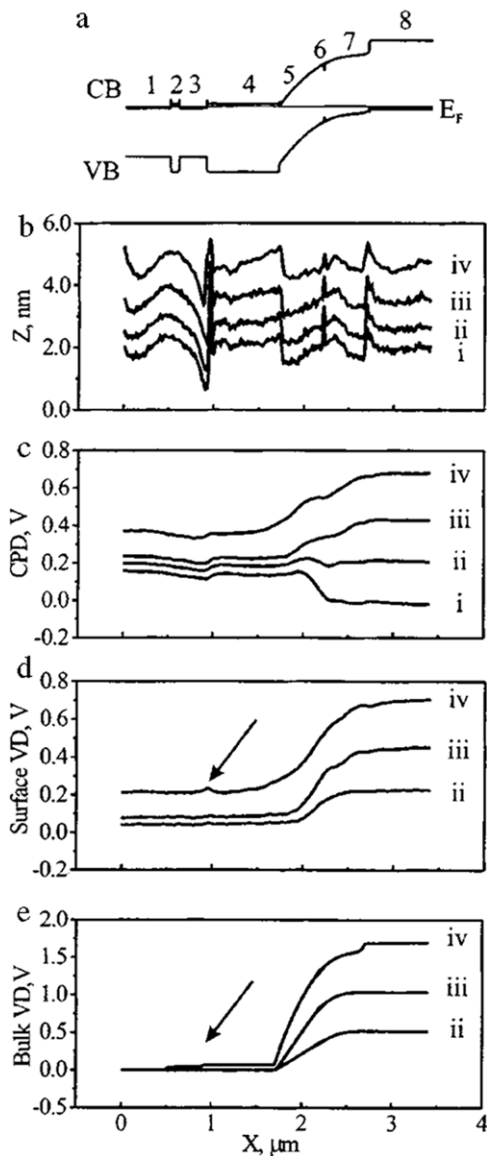 a
1 2 3 4 5 6 7 8
CB
E_F
VB
b
6.0
4.0
2.0
0.0
Z, nm
iv
iii
ii
i
c
0.8
0.6
0.4
0.2
0.0
-0.2
CPD, V
iv
iii
ii
i
d
0.8
0.6
0.4
0.2
0.0
-0.2
Surface VD, V
iv
iii
ii
e
2.0
1.5
1.0
0.5
0.0
-0.5
Bulk VD,V
iv
iii
ii
0 1 2 3 4
X, μm